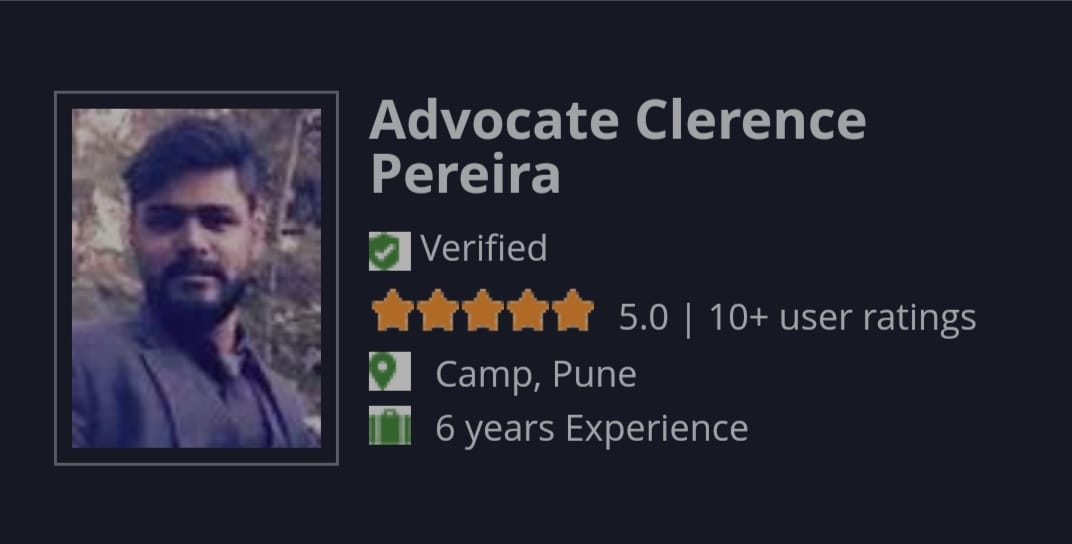 Advocate Clerence
Pereira
Verified
5.0 | 10+ user ratings
Camp, Pune
6 years Experience